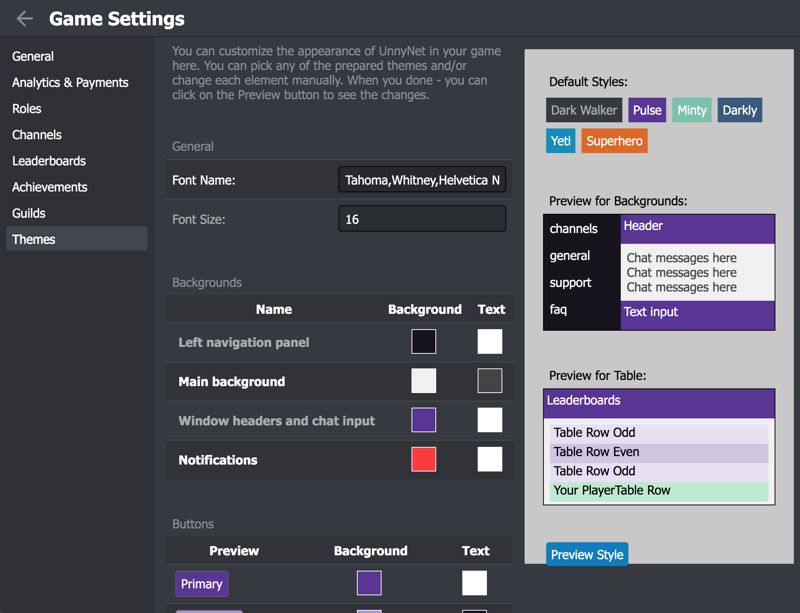 Game Settings
General
Analytics & Payments
Roles
Channels
Leaderboards
Achievements
Guilds
Themes
You can customize the appearance of UnnyNet in your game
here. You can pick any of the prepared themes and/or
change each element manually. When you done - you can
click on the Preview button to see the changes.
General
Font Name:
Tahoma,Whitney,Helvetica N
Font Size:
16
Backgrounds
Name Background Text
Left navigation panel
Main background
Window headers and chat input
Notifications
Buttons
Preview Background Text
Primary
Default Styles:
Dark Walker Pulse Minty Darkly
Yeti Superhero
Preview for Backgrounds:
channels
general
support
faq
Header
Chat messages here
Chat messages here
Chat messages here
Text input
Preview for Table:
Leaderboards
Table Row Odd
Table Row Even
Table Row Odd
Your PlayerTable Row
Preview Style